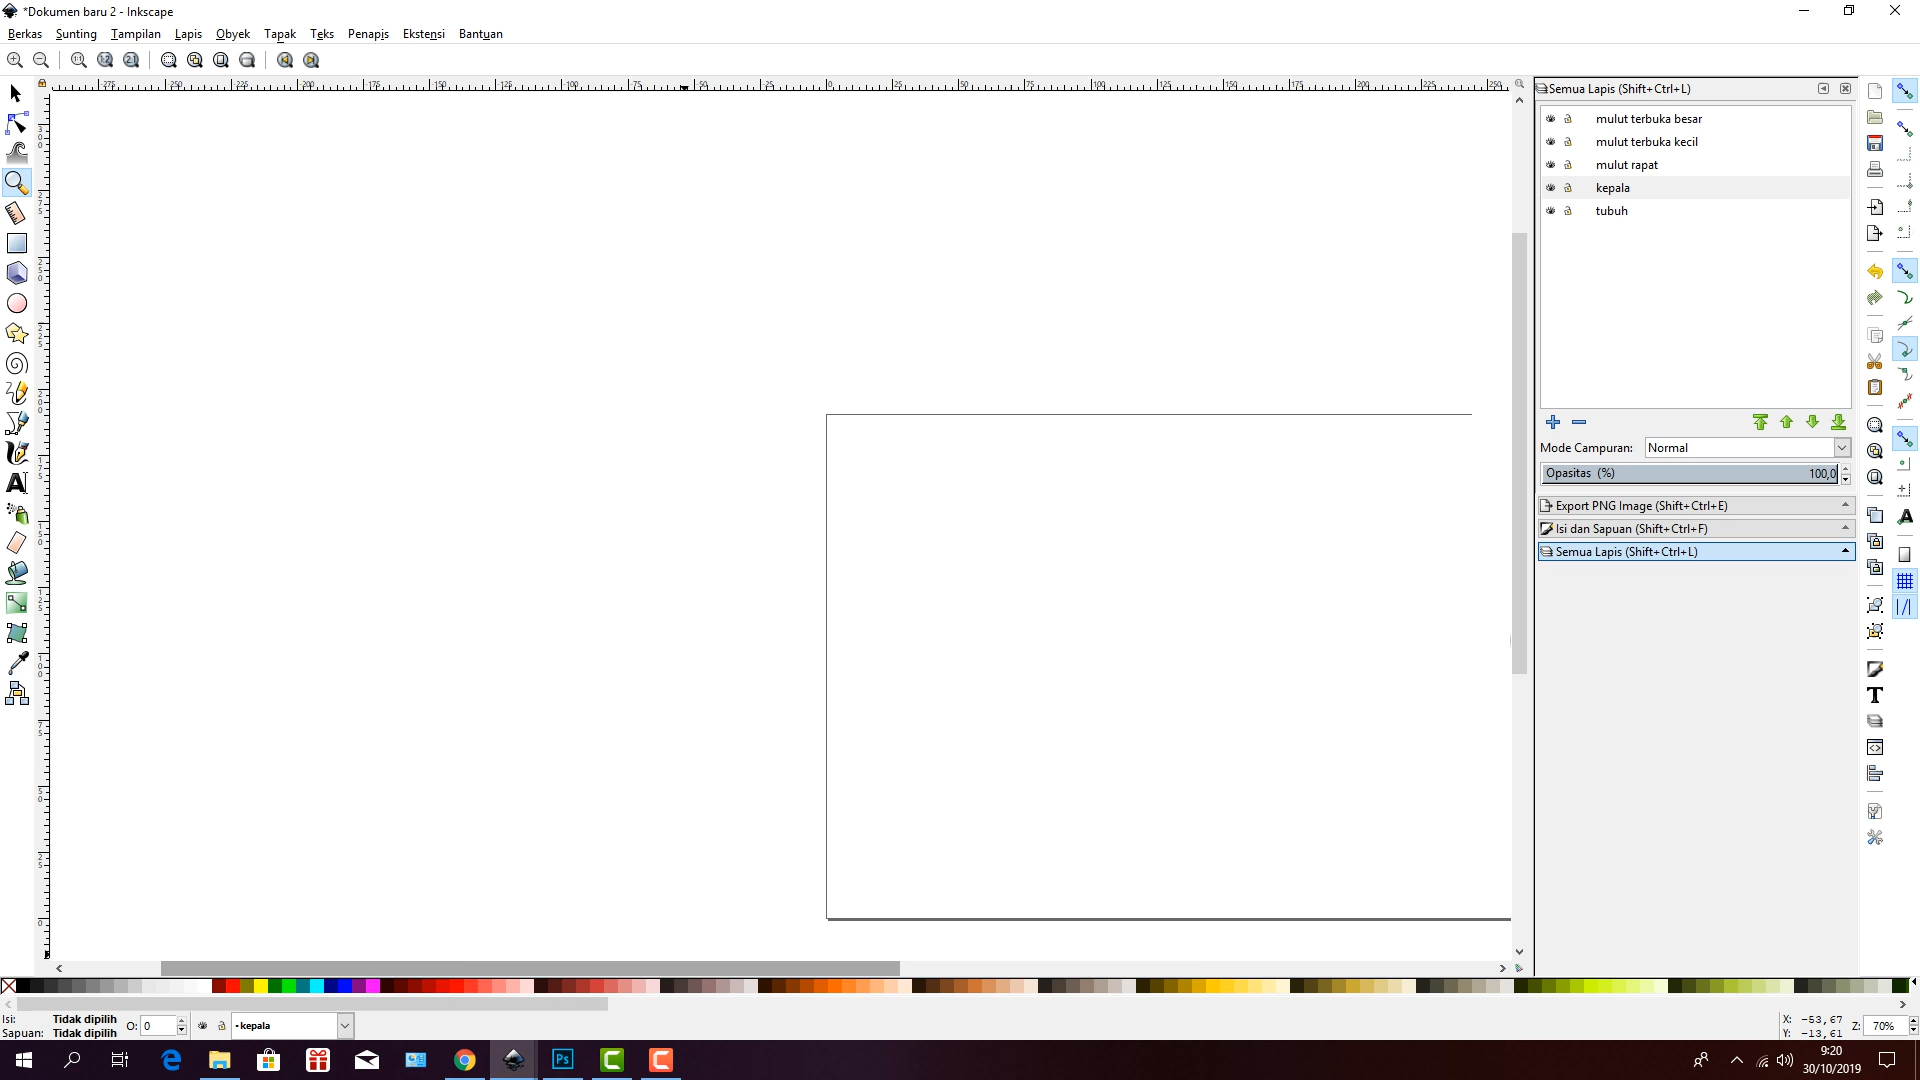 *Dokumen baru 2 - Inkscape
Berkas Sunting Tampilan Lapis Obyek Tapak Teks Penapis Ekstensi Bantuan
Semua Lapis (Shift+Ctrl+L)
mulut terbuka besar
mulut terbuka kecil
mulut rapat
kepala
tubuh
Mode Campuran: Normal
Opasitas (%) 100,0
Export PNG Image (Shift+Ctrl+E)
Isi dan Sapuan (Shift+Ctrl+F)
Semua Lapis (Shift+Ctrl+L)
Isi: Tidak dipilih
Sapuan: Tidak dipilih
O: 0
- kepala
X: -53,67
Y: -13,61
Z: 70%
9:20
30/10/2019